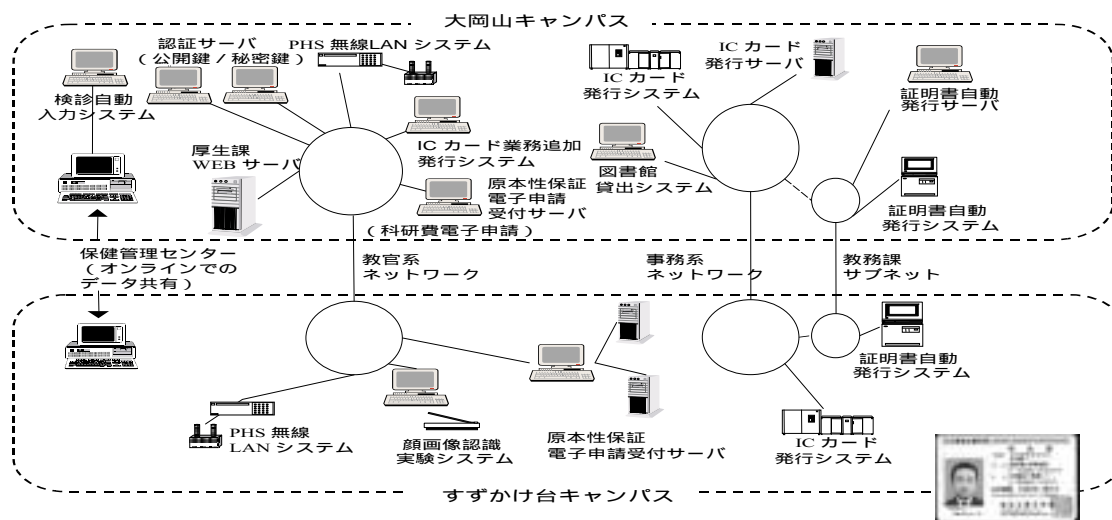 大岡山キャンパス
認証サーバ
(公開鍵/秘密鍵)
PHS 無線LAN システム
IC カード
発行サーバ
IC カード
発行システム
証明書自動
発行サーバ
検診自動
入力システム
IC カード業務追加
発行システム
厚生課
WEB サーバ
図書館
貸出システム
原本性保証
電子申請
受付サーバ
(科研費電子申請)
証明書自動
発行システム
保健管理センター
(オンラインでの
データ共有)
教官系
ネットワーク
事務系
ネットワーク
教務課
サブネット
証明書自動
発行システム
PHS 無線
LAN システム
顔画像認識
実験システム
原本性保証
電子申請受付サーバ
IC カード
発行システム
すずかけ台キャンパス